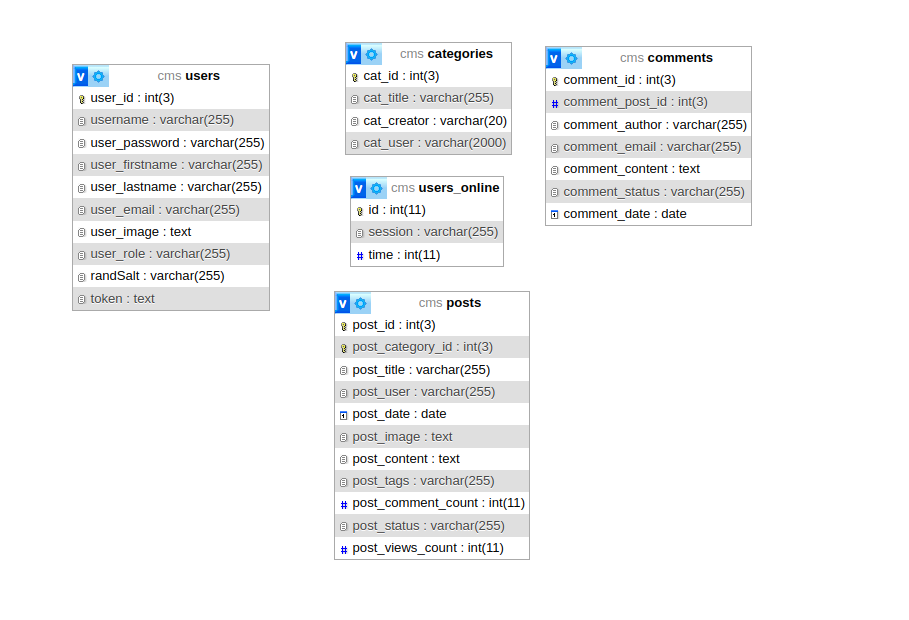 v cms users
user_id : int(3)
username : varchar(255)
user_password : varchar(255)
user_firstname : varchar(255)
user_lastname : varchar(255)
user_email : varchar(255)
user_image : text
user_role : varchar(255)
randSalt : varchar(255)
token : text
v cms categories
cat_id : int(3)
cat_title : varchar(255)
cat_creator : varchar(20)
cat_user : varchar(2000)
v cms users_online
id : int(11)
session : varchar(255)
# time : int(11)
v cms posts
post_id : int(3)
post_category_id : int(3)
post_title : varchar(255)
post_user : varchar(255)
post_date : date
post_image : text
post_content : text
post_tags : varchar(255)
# post_comment_count : int(11)
post_status : varchar(255)
# post_views_count : int(11)
v cms comments
comment_id : int(3)
# comment_post_id : int(3)
comment_author : varchar(255)
comment_email : varchar(255)
comment_content : text
comment_status : varchar(255)
comment_date : date